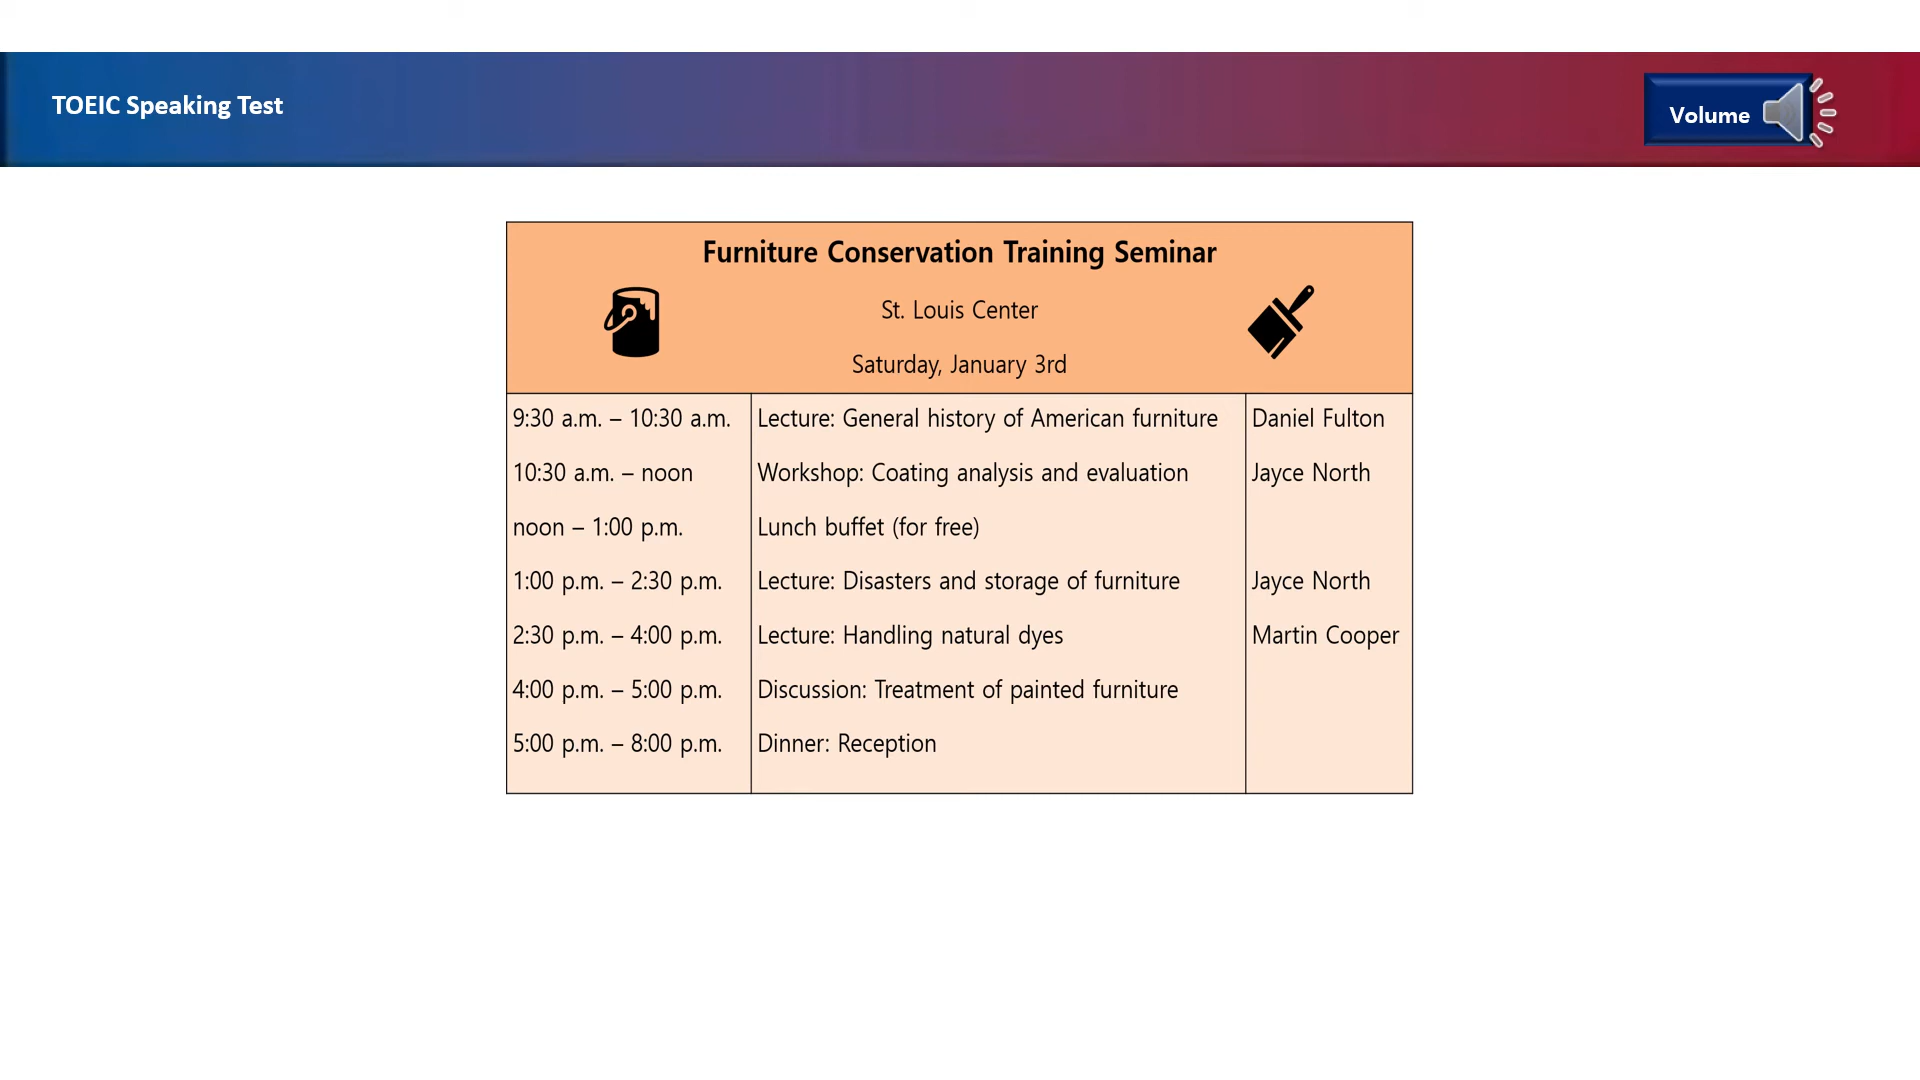 TOEIC Speaking Test
Volume
Furniture Conservation Training Seminar
St. Louis Center
Saturday, January 3rd
9:30 a.m. – 10:30 a.m. Lecture: General history of American furniture Daniel Fulton
10:30 a.m. – noon Workshop: Coating analysis and evaluation Jayce North
noon – 1:00 p.m. Lunch buffet (for free)
1:00 p.m. – 2:30 p.m. Lecture: Disasters and storage of furniture Jayce North
2:30 p.m. – 4:00 p.m. Lecture: Handling natural dyes Martin Cooper
4:00 p.m. – 5:00 p.m. Discussion: Treatment of painted furniture
5:00 p.m. – 8:00 p.m. Dinner: Reception